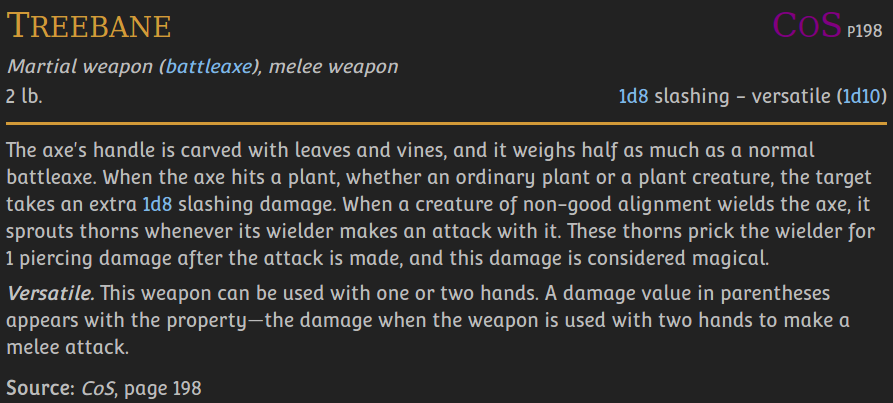 TREEBANE CoS P198
Martial weapon (battleaxe), melee weapon
2 lb. 1d8 slashing – versatile (1d10)
The axe's handle is carved with leaves and vines, and it weighs half as much as a normal
battleaxe. When the axe hits a plant, whether an ordinary plant or a plant creature, the target
takes an extra 1d8 slashing damage. When a creature of non-good alignment wields the axe, it
sprouts thorns whenever its wielder makes an attack with it. These thorns prick the wielder for
1 piercing damage after the attack is made, and this damage is considered magical.
Versatile. This weapon can be used with one or two hands. A damage value in parentheses
appears with the property—the damage when the weapon is used with two hands to make a
melee attack.
Source: CoS, page 198